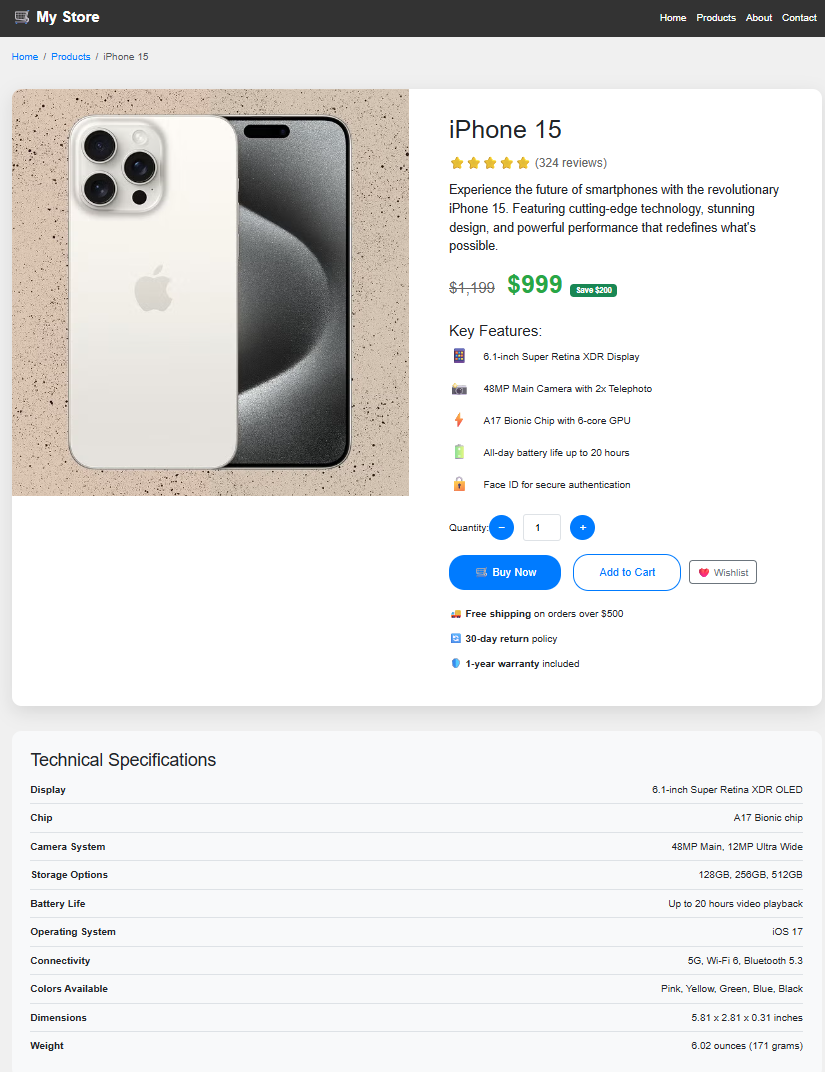 My Store
Home Products About Contact
Home / Products / iPhone 15
iPhone 15
(324 reviews)
Experience the future of smartphones with the revolutionary
iPhone 15. Featuring cutting-edge technology, stunning
design, and powerful performance that redefines what's
possible.
$1,199 $999 Save $200
Key Features:
6.1-inch Super Retina XDR Display
48MP Main Camera with 2x Telephoto
A17 Bionic Chip with 6-core GPU
All-day battery life up to 20 hours
Face ID for secure authentication
Quantity: − 1 +
Buy Now Add to Cart Wishlist
Free shipping on orders over $500
30-day return policy
1-year warranty included
Technical Specifications
Display 6.1-inch Super Retina XDR OLED
Chip A17 Bionic chip
Camera System 48MP Main, 12MP Ultra Wide
Storage Options 128GB, 256GB, 512GB
Battery Life Up to 20 hours video playback
Operating System iOS 17
Connectivity 5G, Wi-Fi 6, Bluetooth 5.3
Colors Available Pink, Yellow, Green, Blue, Black
Dimensions 5.81 x 2.81 x 0.31 inches
Weight 6.02 ounces (171 grams)